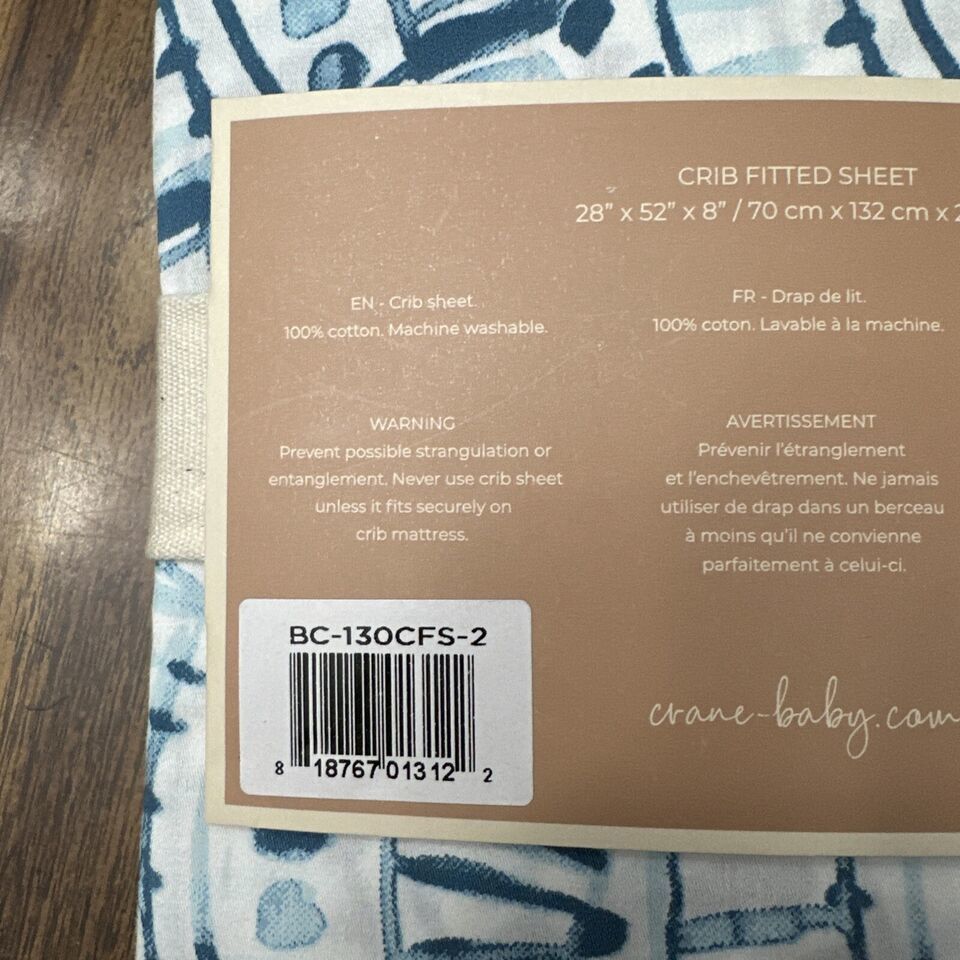 CRIB FITTED SHEET
28” x 52” x 8” / 70 cm x 132 cm x 2
EN - Crib sheet.
100% cotton. Machine washable.
FR - Drap de lit.
100% coton. Lavable à la machine.
WARNING
Prevent possible strangulation or
entanglement. Never use crib sheet
unless it fits securely on
crib mattress.
AVERTISSEMENT
Prévenir l’étranglement
et l’enchevêtrement. Ne jamais
utiliser de drap dans un berceau
à moins qu’il ne convienne
parfaitement à celui-ci.
BC-130CFS-2
8 18767 01312 2
crane-baby.com